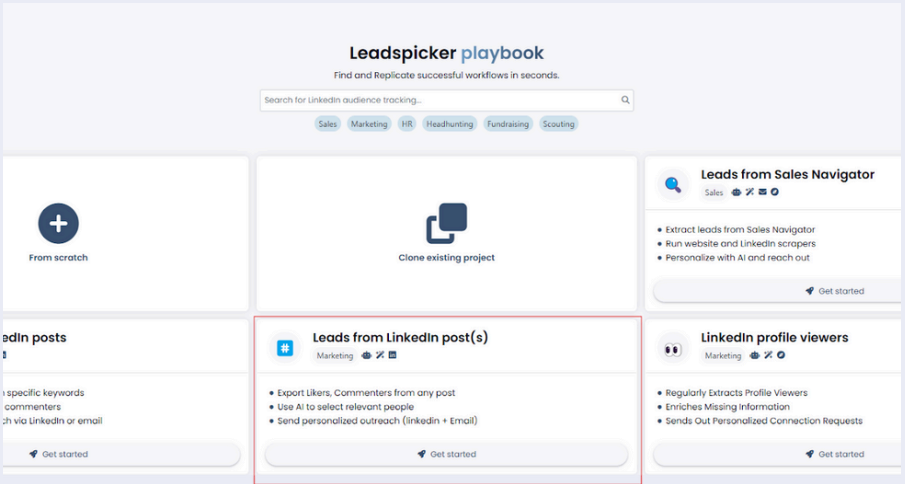 Leadspicker playbook
Find and Replicate successful workflows in seconds.
Search for LinkedIn audience tracking...
Sales Marketing HR Headhunting Fundraising Scouting
From scratch
Clone existing project
Leads from Sales Navigator
Sales
Extract leads from Sales Navigator
Run website and LinkedIn scrapers
Personalize with AI and reach out
Get started
edIn posts
specific keywords
commenters
ch via LinkedIn or email
Get started
Leads from LinkedIn post(s)
Marketing
Export Likers, Commenters from any post
Use AI to select relevant people
Send personalized outreach (linkedin + Email)
Get started
LinkedIn profile viewers
Marketing
Regularly Extracts Profile Viewers
Enriches Missing Information
Sends Out Personalized Connection Requests
Get started